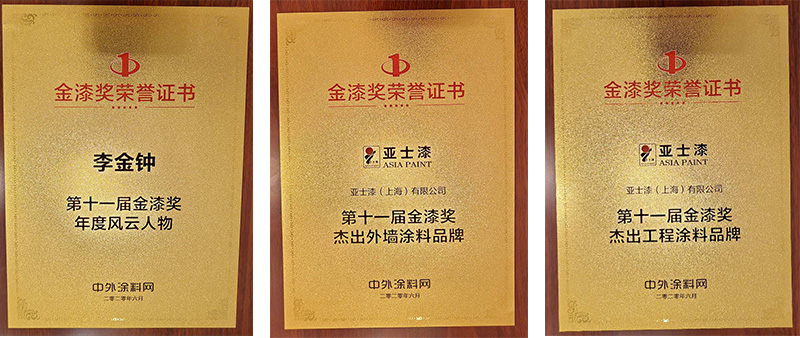 金漆奖荣誉证书
李金钟
第十一届金漆奖
年度风云人物
中外涂料网
二零二零年六月
金漆奖荣誉证书
亚士漆
ASIA PAINT
亚士漆（上海）有限公司
第十一届金漆奖
杰出外墙涂料品牌
中外涂料网
二零二零年六月
金漆奖荣誉证书
亚士漆
ASIA PAINT
亚士漆（上海）有限公司
第十一届金漆奖
杰出工程涂料品牌
中外涂料网
二零二零年六月